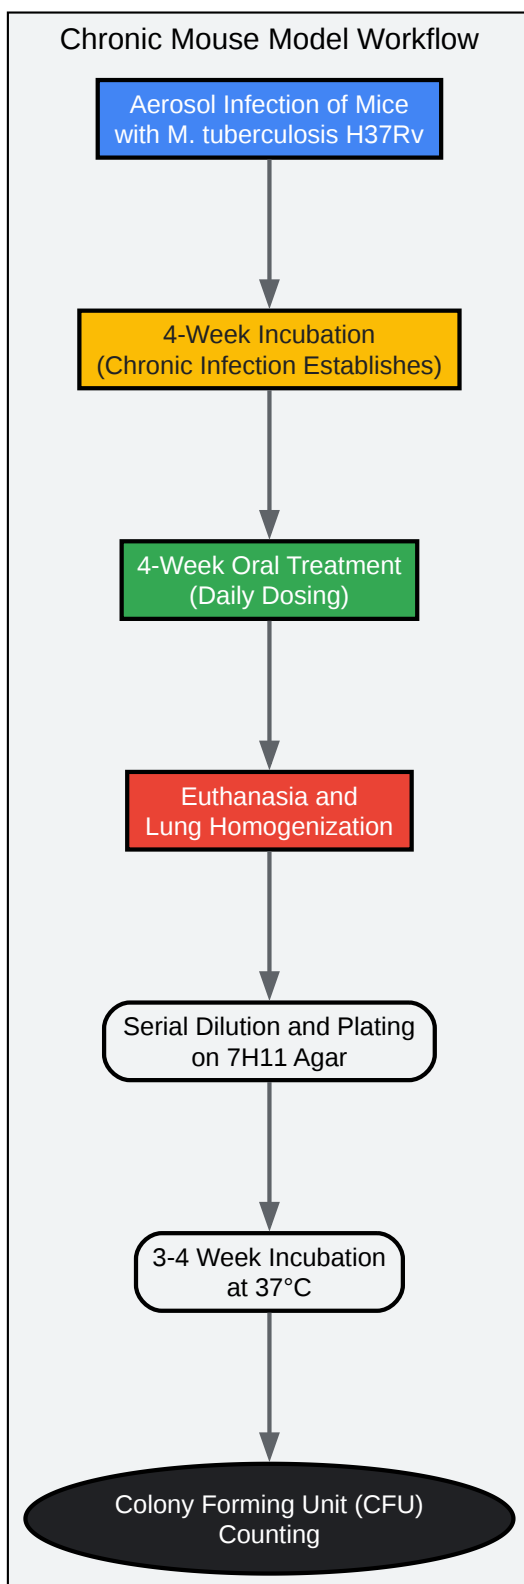 Chronic Mouse Model Workflow
Aerosol Infection of Mice
with M. tuberculosis H37Rv
4-Week Incubation
(Chronic Infection Establishes)
4-Week Oral Treatment
(Daily Dosing)
Euthanasia and
Lung Homogenization
Serial Dilution and Plating
on 7H11 Agar
3-4 Week Incubation
at 37°C
Colony Forming Unit (CFU)
Counting